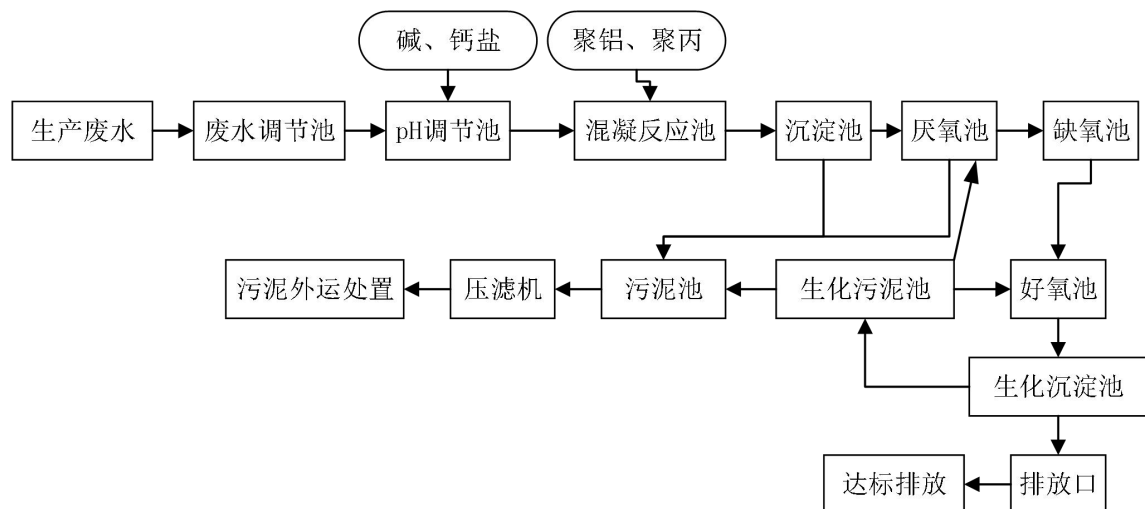 碱、钙盐
聚铝、聚丙
生产废水
废水调节池
pH调节池
混凝反应池
沉淀池
厌氧池
缺氧池
污泥外运处置
压滤机
污泥池
生化污泥池
好氧池
生化沉淀池
达标排放
排放口